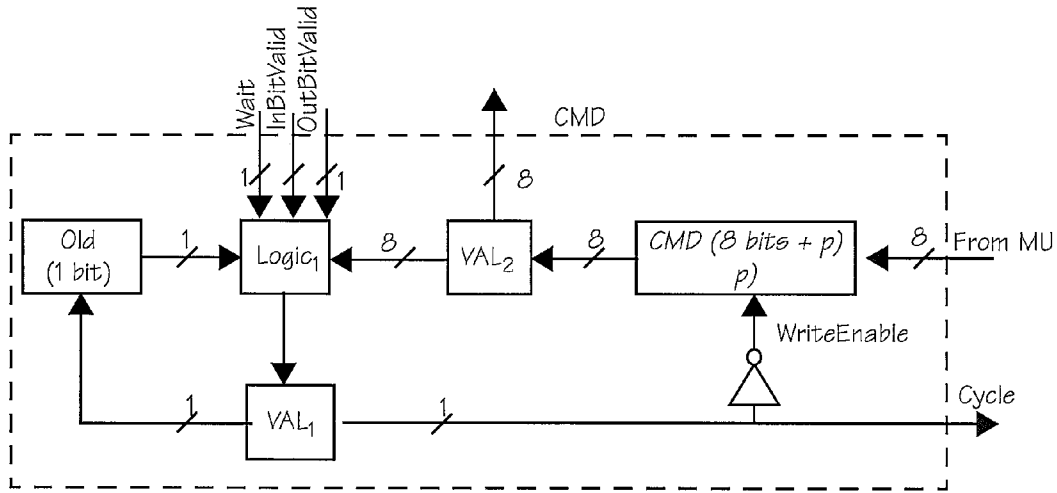 Wait
InBitValid
OutBitValid
CMD
1
1
8
Old
(1 bit)
1
Logic₁
8
VAL₂
8
CMD (8 bits + p)
p)
8
From MU
WriteEnable
1
VAL₁
1
Cycle